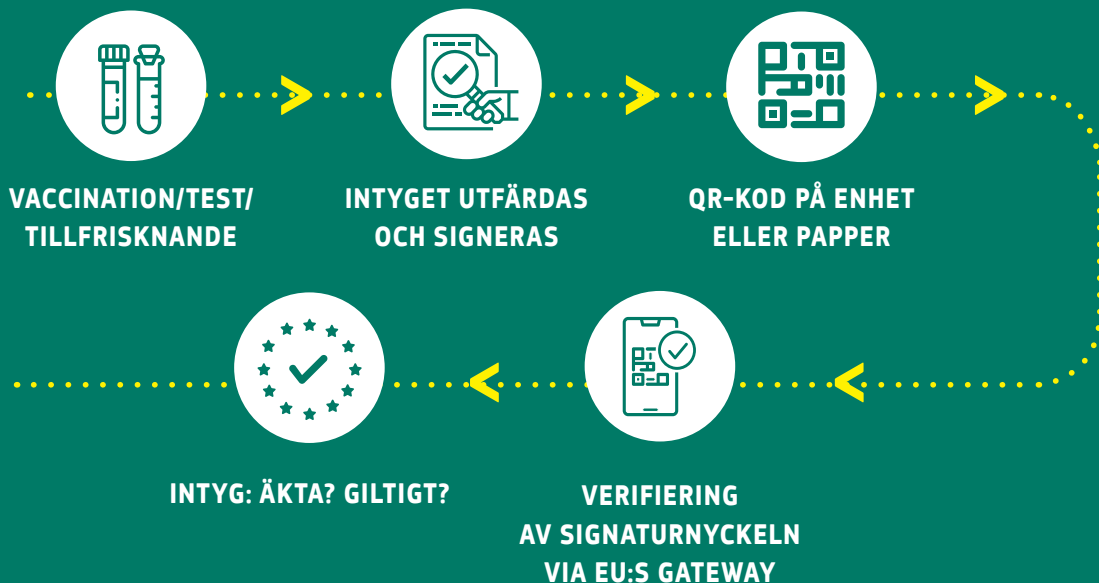 VACCINATION/TEST/
TILLFRISKNANDE
INTYGET UTFÄRDAS
OCH SIGNERAS
QR-KOD PÅ ENHET
ELLER PAPPER
INTYG: ÄKTA? GILTIGT?
VERIFIERING
AV SIGNATURNYCKELN
VIA EU:S GATEWAY